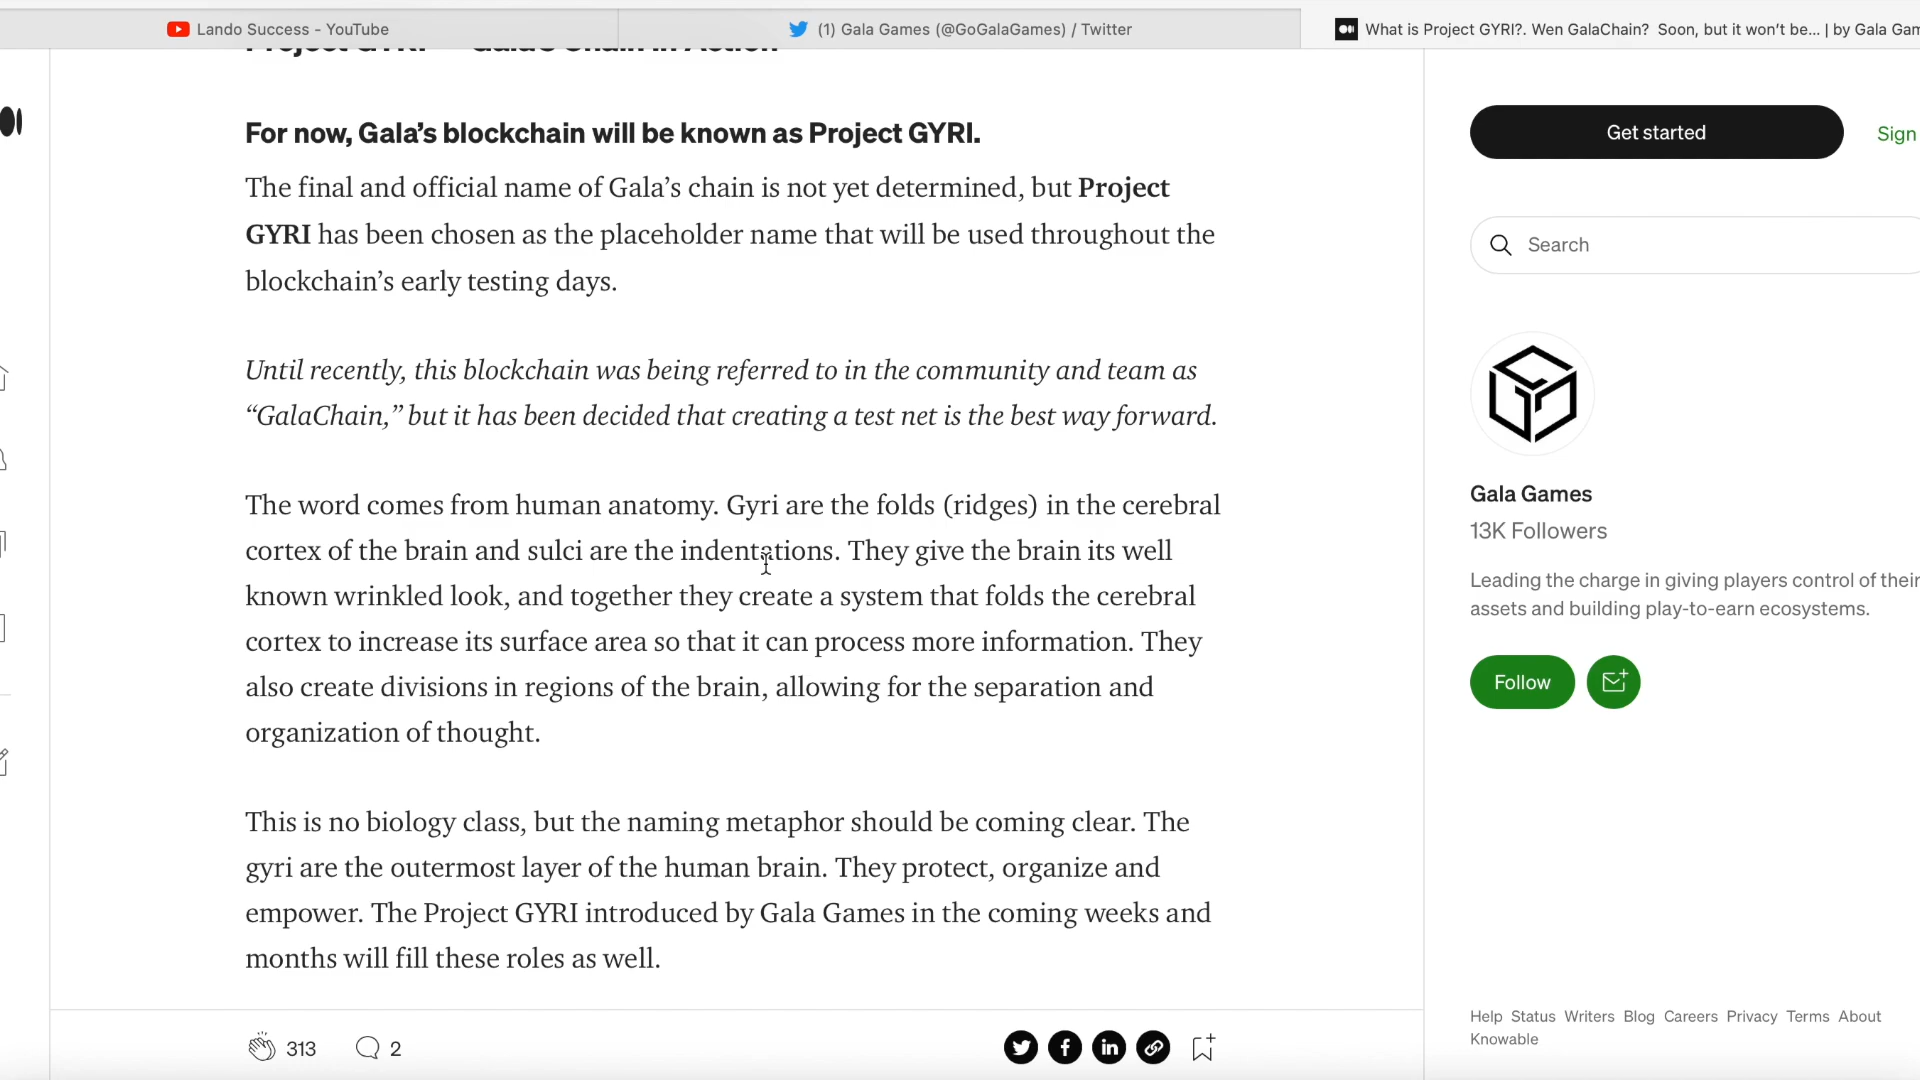 Lando Success - YouTube
(1) Gala Games (@GoGalaGames) / Twitter
What is Project GYRI?. Wen GalaChain? Soon, but it won’t be... | by Gala Gam
Project GYRI — Gala’s Chain in Action
For now, Gala’s blockchain will be known as Project GYRI.
The final and official name of Gala’s chain is not yet determined, but Project
GYRI has been chosen as the placeholder name that will be used throughout the
blockchain’s early testing days.
Until recently, this blockchain was being referred to in the community and team as
“GalaChain,” but it has been decided that creating a test net is the best way forward.
The word comes from human anatomy. Gyri are the folds (ridges) in the cerebral
cortex of the brain and sulci are the indentations. They give the brain its well
known wrinkled look, and together they create a system that folds the cerebral
cortex to increase its surface area so that it can process more information. They
also create divisions in regions of the brain, allowing for the separation and
organization of thought.
This is no biology class, but the naming metaphor should be coming clear. The
gyri are the outermost layer of the human brain. They protect, organize and
empower. The Project GYRI introduced by Gala Games in the coming weeks and
months will fill these roles as well.
313
2
Get started
Sign
Search
Gala Games
13K Followers
Leading the charge in giving players control of their
assets and building play-to-earn ecosystems.
Follow
Help Status Writers Blog Careers Privacy Terms About
Knowable